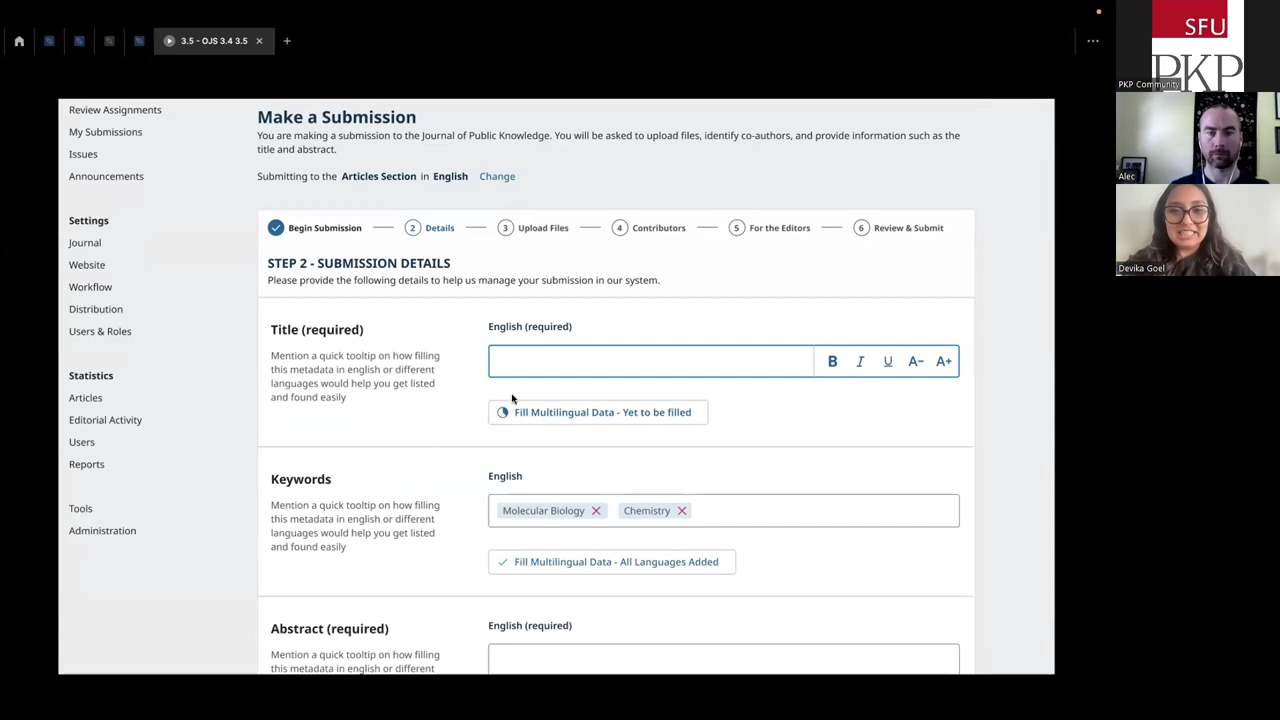 3.5 - OJS 3.4 3.5
SFU
PKP
PKP Community
Alec
Devika Goel
Review Assignments
My Submissions
Issues
Announcements
Settings
Journal
Website
Workflow
Distribution
Users & Roles
Statistics
Articles
Editorial Activity
Users
Reports
Tools
Administration
Make a Submission
You are making a submission to the Journal of Public Knowledge. You will be asked to upload files, identify co-authors, and provide information such as the
title and abstract.
Submitting to the Articles Section in English Change
Begin Submission 2 Details 3 Upload Files 4 Contributors 5 For the Editors 6 Review & Submit
STEP 2 - SUBMISSION DETAILS
Please provide the following details to help us manage your submission in our system.
Title (required)
Mention a quick tooltip on how filling
this metadata in english or different
languages would help you get listed
and found easily
English (required)
B I U A- A+
Fill Multilingual Data - Yet to be filled
Keywords
Mention a quick tooltip on how filling
this metadata in english or different
languages would help you get listed
and found easily
English
Molecular Biology Chemistry
Fill Multilingual Data - All Languages Added
Abstract (required)
Mention a quick tooltip on how filling
this metadata in english or different
English (required)